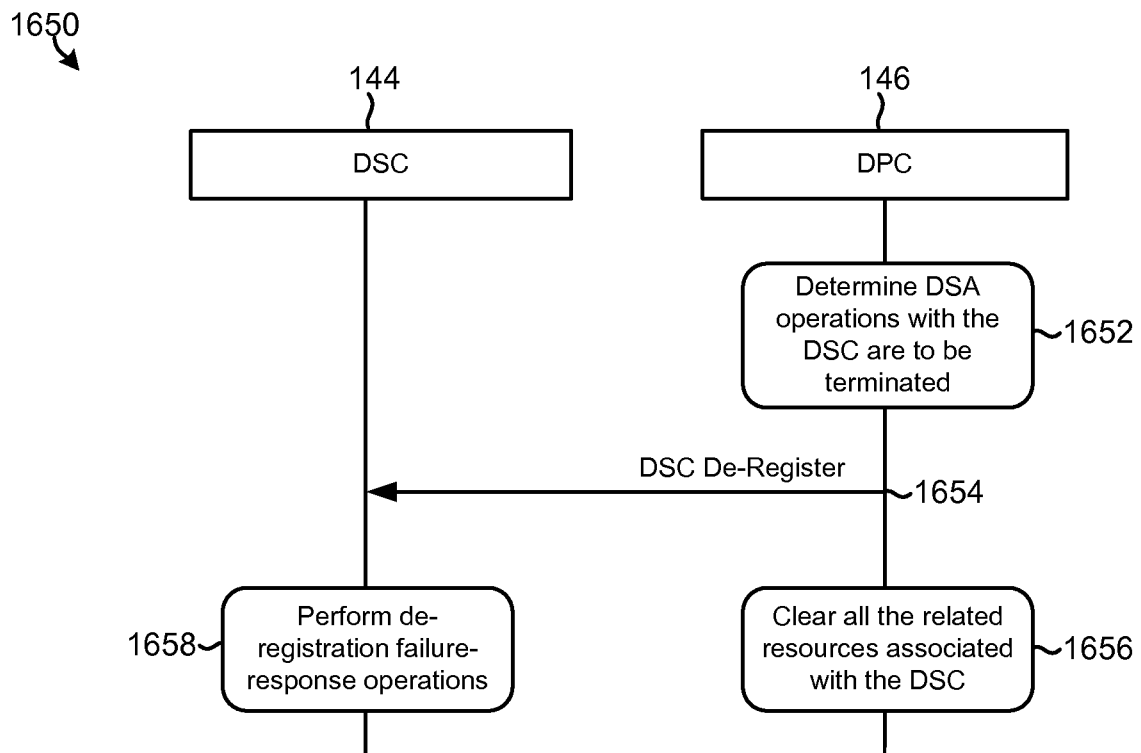 1650
144
146
DSC
DPC
Determine DSA
operations with the
DSC are to be
terminated
1652
DSC De-Register
1654
Perform de-
registration failure-
response operations
1658
Clear all the related
resources associated
with the DSC
1656